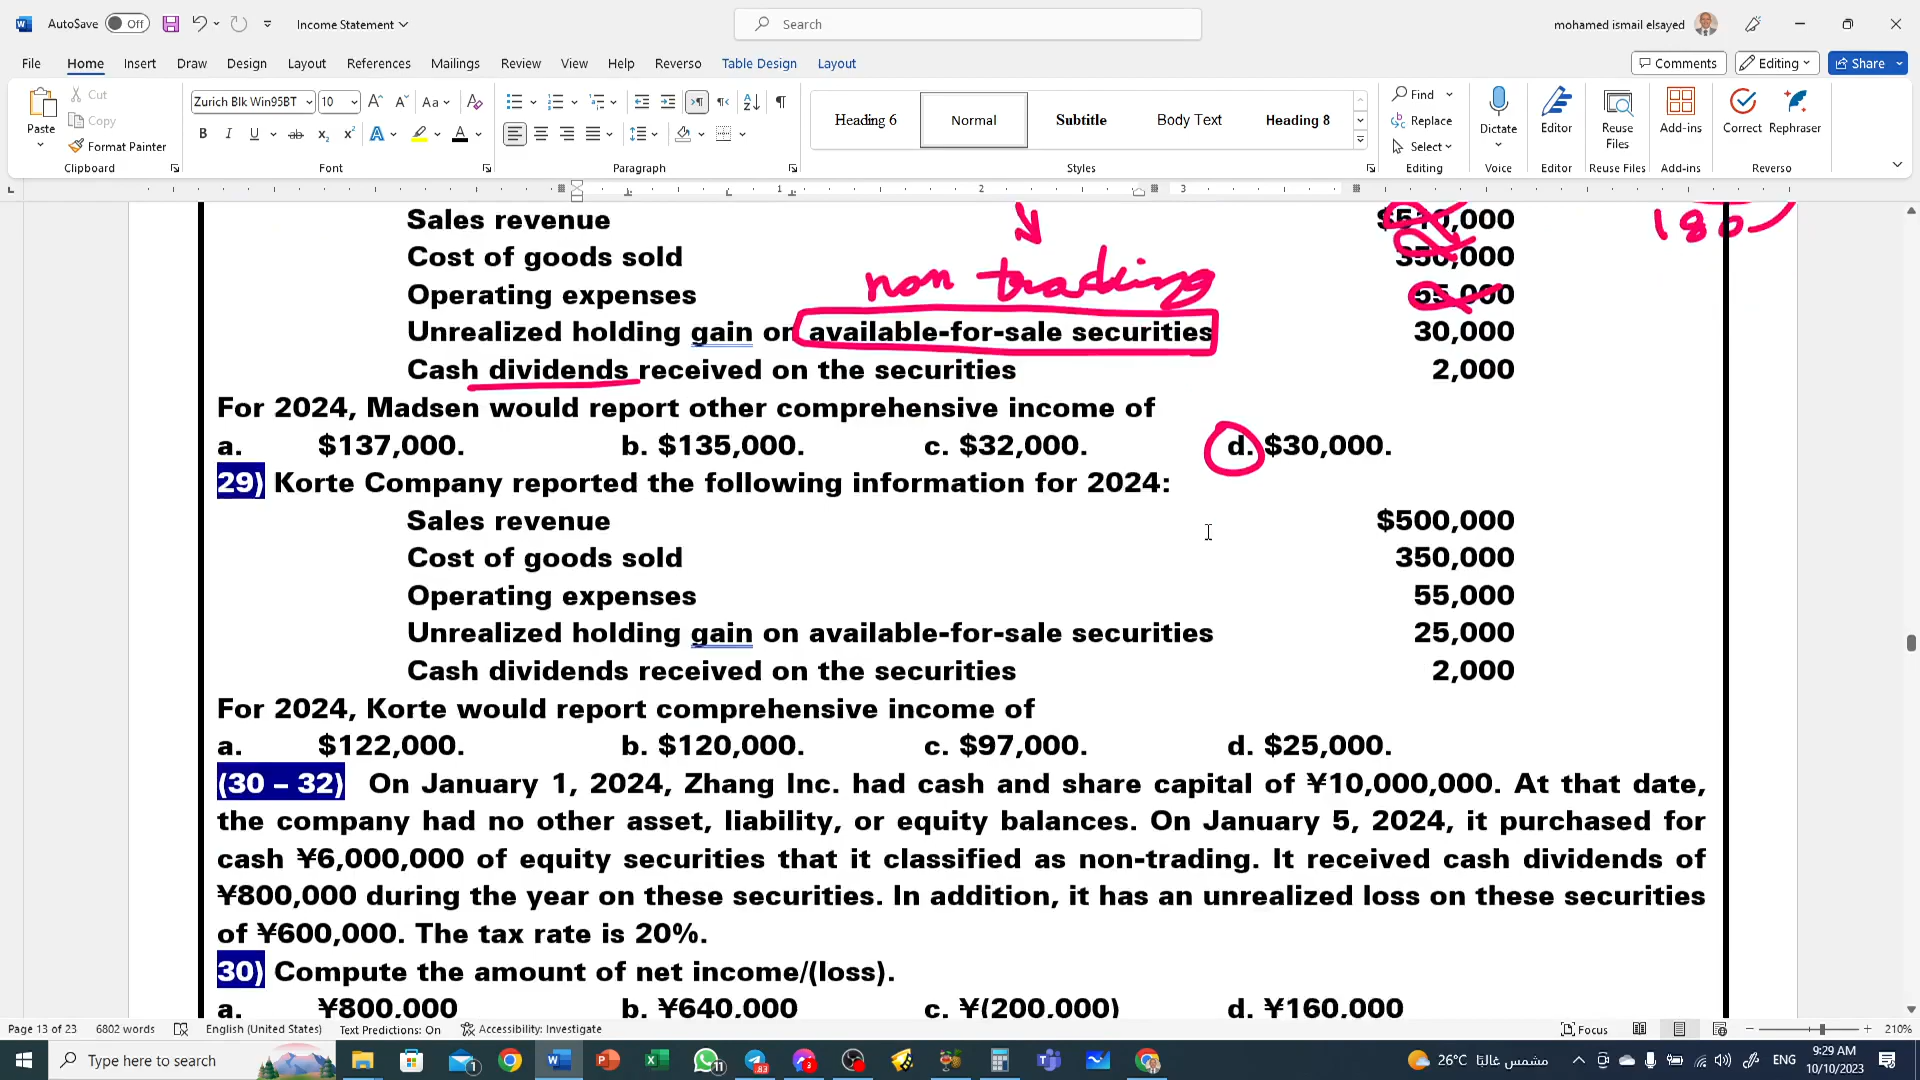 AutoSave Off Income Statement Search mohamed ismail elsayed
File Home Insert Draw Design Layout References Mailings Review View Help Reverso Table Design Layout Comments Editing Share
Paste Cut Copy Format Painter Clipboard
Zurich Blk Win95BT 10 Font
Paragraph
Heading 6 Normal Subtitle Body Text Heading 8 Styles
Find Replace Select Editing
Dictate Voice
Editor Editor
Reuse Files Reuse Files
Add-ins Add-ins
Correct Rephraser Reverso
1 2 3
Sales revenue $510,000 180
Cost of goods sold 350,000
non trading
Operating expenses 55,000
Unrealized holding gain on available-for-sale securities 30,000
Cash dividends received on the securities 2,000
For 2024, Madsen would report other comprehensive income of
a. $137,000. b. $135,000. c. $32,000. d. $30,000.
29) Korte Company reported the following information for 2024:
Sales revenue $500,000
Cost of goods sold 350,000
Operating expenses 55,000
Unrealized holding gain on available-for-sale securities 25,000
Cash dividends received on the securities 2,000
For 2024, Korte would report comprehensive income of
a. $122,000. b. $120,000. c. $97,000. d. $25,000.
(30 – 32) On January 1, 2024, Zhang Inc. had cash and share capital of ¥10,000,000. At that date,
the company had no other asset, liability, or equity balances. On January 5, 2024, it purchased for
cash ¥6,000,000 of equity securities that it classified as non-trading. It received cash dividends of
¥800,000 during the year on these securities. In addition, it has an unrealized loss on these securities
of ¥600,000. The tax rate is 20%.
30) Compute the amount of net income/(loss).
a. ¥800,000 b. ¥640,000 c. ¥(200,000) d. ¥160,000
Page 13 of 23 6802 words English (United States) Text Predictions: On Accessibility: Investigate Focus 210%
Type here to search 26°C مشمس غالبًا ENG 9:29 AM
10/10/2023